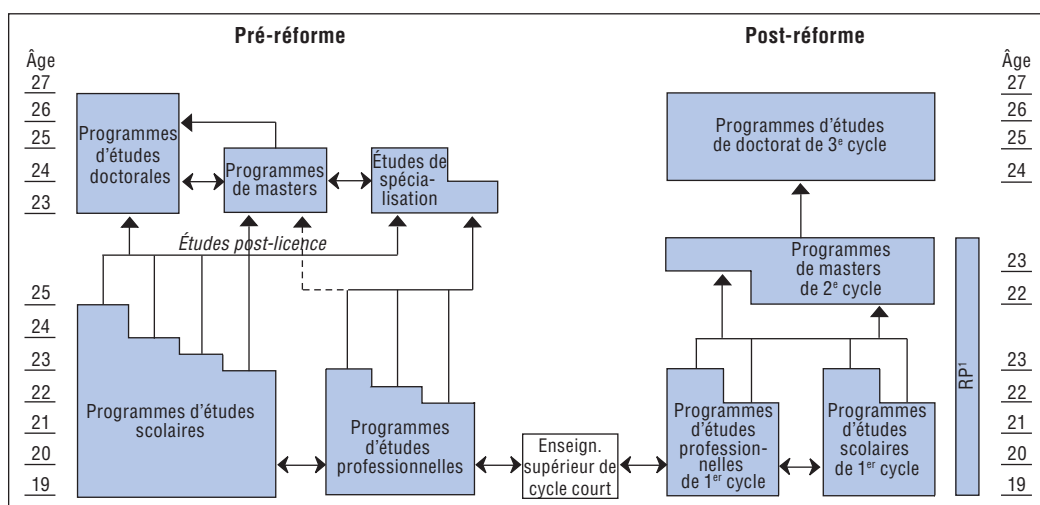 Pré-réforme
Post-réforme
Âge
27
26
25
24
23
25
24
23
22
21
20
19
Programmes
d'études
doctorales
Programmes
de masters
Études de
spécia-
lisation
Études post-licence
Programmes d'études
scolaires
Programmes
d'études
professionnelles
Enseign.
supérieur de
cycle court
Programmes d'études
de doctorat de 3e cycle
Programmes
de masters
de 2e cycle
Programmes
d'études
profession-
nelles
de 1er cycle
Programmes
d'études
scolaires
de 1er cycle
RP1
Âge
27
26
25
24
23
22
23
22
21
20
19